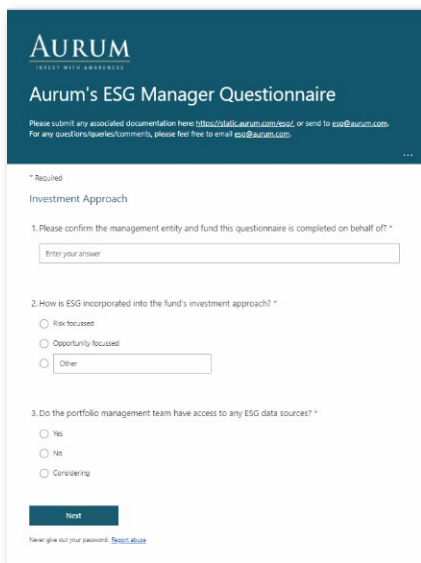 AURUM
INVEST WITH AWARENESS
Aurum's ESG Manager Questionnaire
Please submit any associated documentation here: https://static.aurum.com/esg/, or send to esg@aurum.com.
For any questions/queries/comments, please feel free to email esg@aurum.com.
...
* Required
Investment Approach
1. Please confirm the management entity and fund this questionnaire is completed on behalf of? *
Enter your answer
2. How is ESG incorporated into the fund's investment approach? *
Risk focussed
Opportunity focussed
Other
3. Do the portfolio management team have access to any ESG data sources? *
Yes
No
Considering
Next
Never give out your password. Report abuse